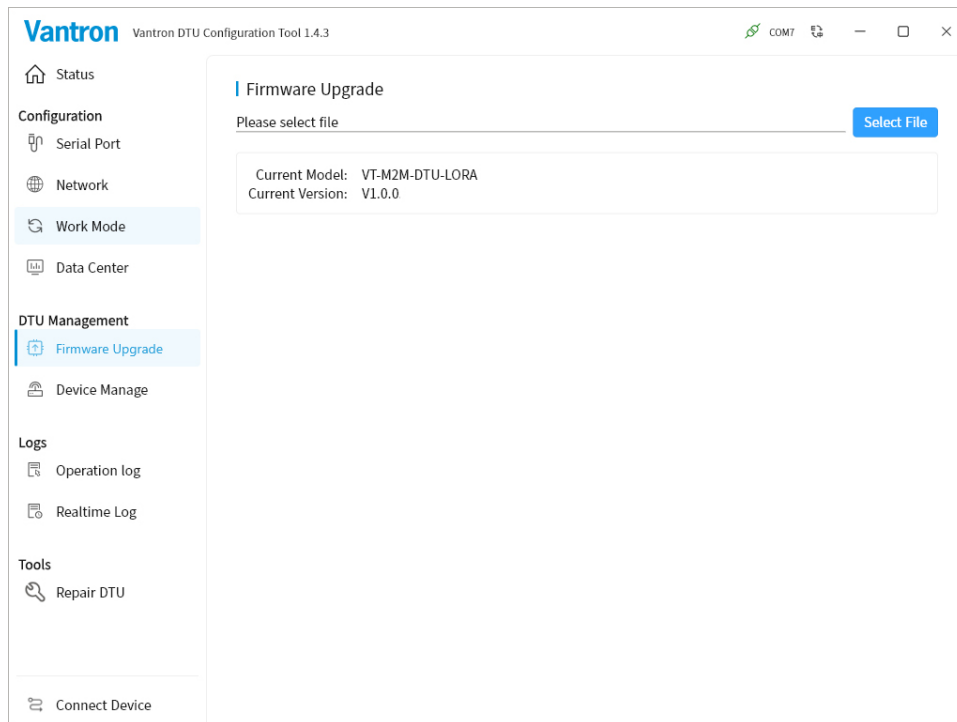 Vantron Vantron DTU Configuration Tool 1.4.3 COM7
Status
Configuration
Serial Port
Network
Work Mode
Data Center
DTU Management
Firmware Upgrade
Device Manage
Logs
Operation log
Realtime Log
Tools
Repair DTU
Connect Device
Firmware Upgrade
Please select file Select File
Current Model: VT-M2M-DTU-LORA
Current Version: V1.0.0